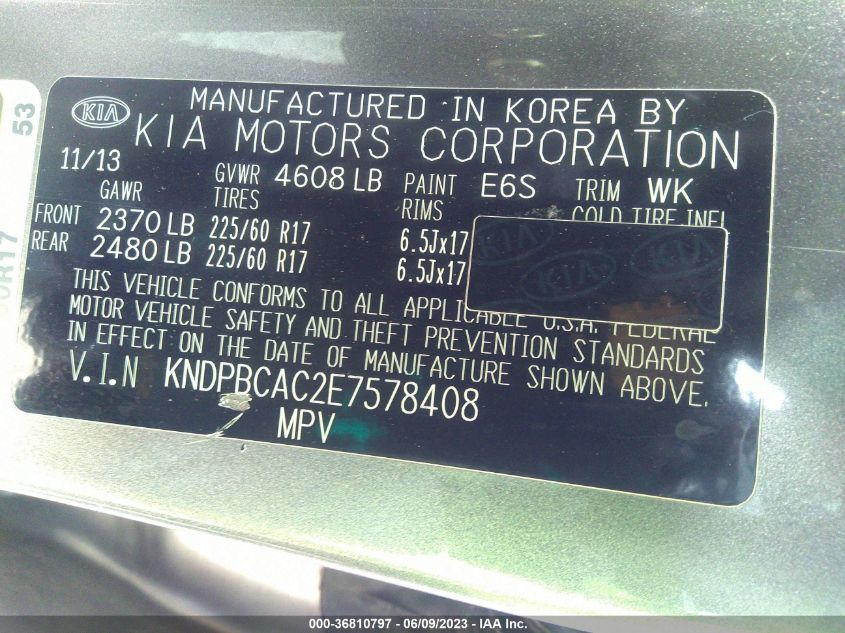 53
KIA MANUFACTURED IN KOREA BY
KIA MOTORS CORPORATION
11/13 GVWR 4608 LB PAINT E6S TRIM WK
GAWR TIRES RIMS COLD TIRE INFL
FRONT 2370 LB 225/60 R17 6.5Jx17
REAR 2480 LB 225/60 R17 6.5Jx17
KIA KIA KIA
THIS VEHICLE CONFORMS TO ALL APPLICABLE U.S.A. FEDERAL
MOTOR VEHICLE SAFETY AND THEFT PREVENTION STANDARDS
IN EFFECT ON THE DATE OF MANUFACTURE SHOWN ABOVE.
V.I.N KNDPBCAC2E7578408
MPV
000-36810797 - 06/09/2023 - IAA Inc.